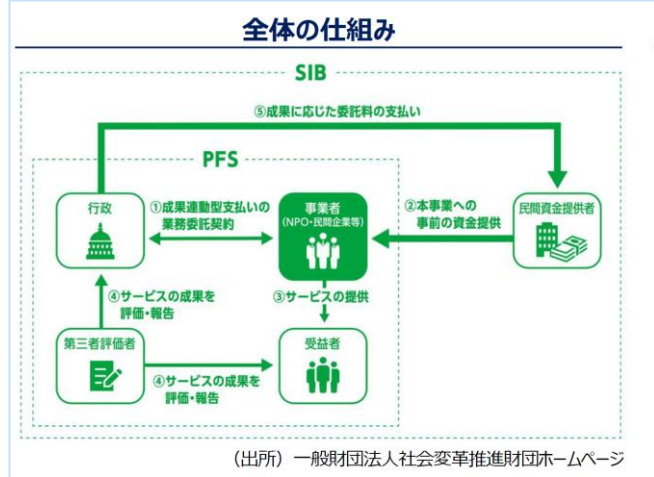 全体の仕組み
SIB
⑤成果に応じた委託料の支払い
PFS
行政
①成果連動型支払いの
業務委託契約
事業者
(NPO・民間企業等)
②本事業への
事前の資金提供
民間資金提供者
④サービスの成果を
評価・報告
③サービスの提供
第三者評価者
受益者
④サービスの成果を
評価・報告
（出所）一般財団法人社会変革推進財団ホームページ